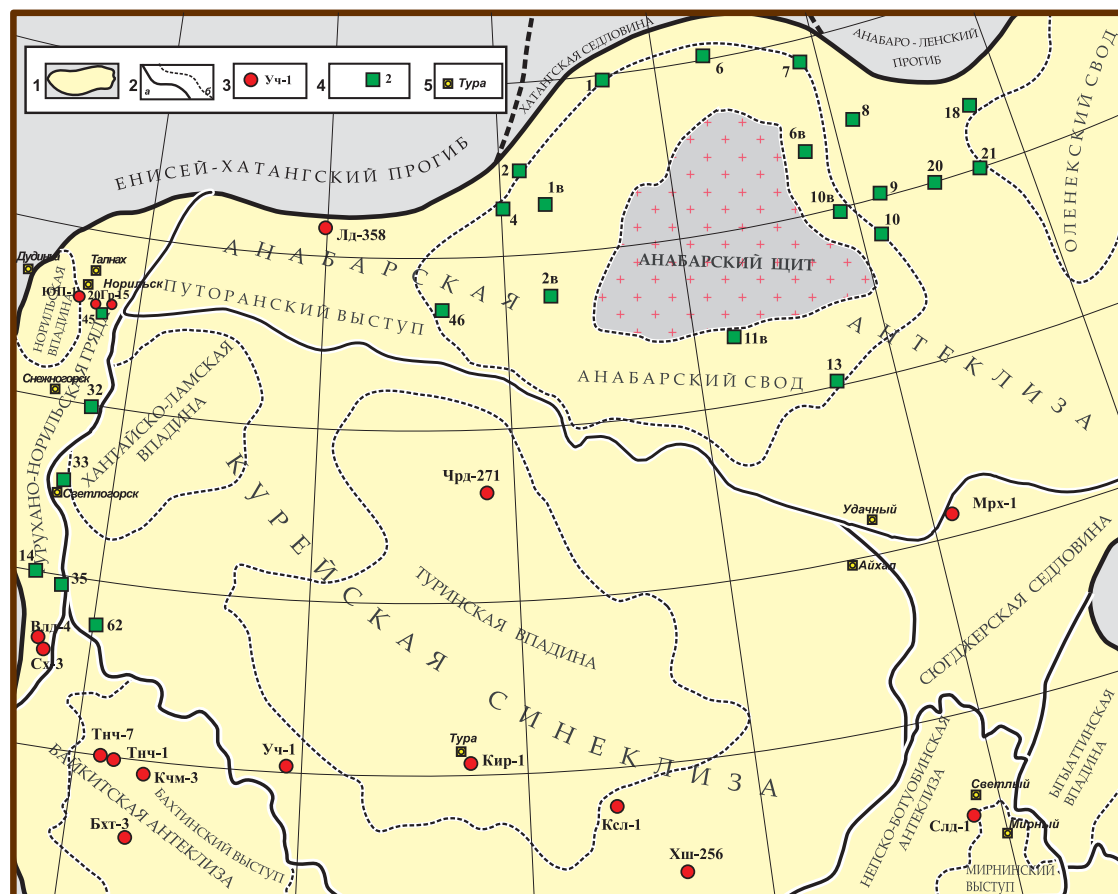 1
2
а
б
3
Уч-1
4
2
5
Тура
ХАТАНГСКАЯ СЕДЛОВИНА
АНАБАРО-ЛЕНСКИЙ
ПРОГИБ
ОЛЕНЕКСКИЙ СВОД
ЕНИСЕЙ-ХАТАНГСКИЙ ПРОГИБ
1
6
7
8
18
6в
2
1в
4
9
20
21
10в
10
Лд-358
АНАБАРСКАЯ
АНТЕКЛИЗА
АНАБАРСКИЙ ЩИТ
Дудинка
Талнах
Норильск
НОРИЛЬСКАЯ
ВПАДИНА
20Гр-15
45
ПУТОРАНСКИЙ ВЫСТУП
2в
46
11в
АНАБАРСКИЙ СВОД
13
Снежногорск
32
ХАНТАЙСКО-ЛАМСКАЯ
ВПАДИНА
ТУРУХАНО-НОРИЛЬСКАЯ ГРЯДА
33
Светлогорск
Чрд-271
Мрх-1
Удачный
Айхал
14
35
62
Влд-4
Сх-3
КУРЕЙСКАЯ СИНЕКЛИЗА
ТУРИНСКАЯ ВПАДИНА
СЮГДЖЕРСКАЯ СЕДЛОВИНА
Тнч-7
Тнч-1
Кчм-3
Бхт-3
БАЙКИТСКАЯ АНТЕКЛИЗА
БАХТИНСКИЙ ВЫСТУП
Уч-1
Тура
Кир-1
Ксл-1
Хш-256
НЕПСКО-БОТУОБИНСКАЯ
АНТЕКЛИЗА
Светлый
Слд-1
Мирный
МИРНИНСКИЙ
ВЫСТУП
ЫГЫАТТИНСКАЯ
ВПАДИНА